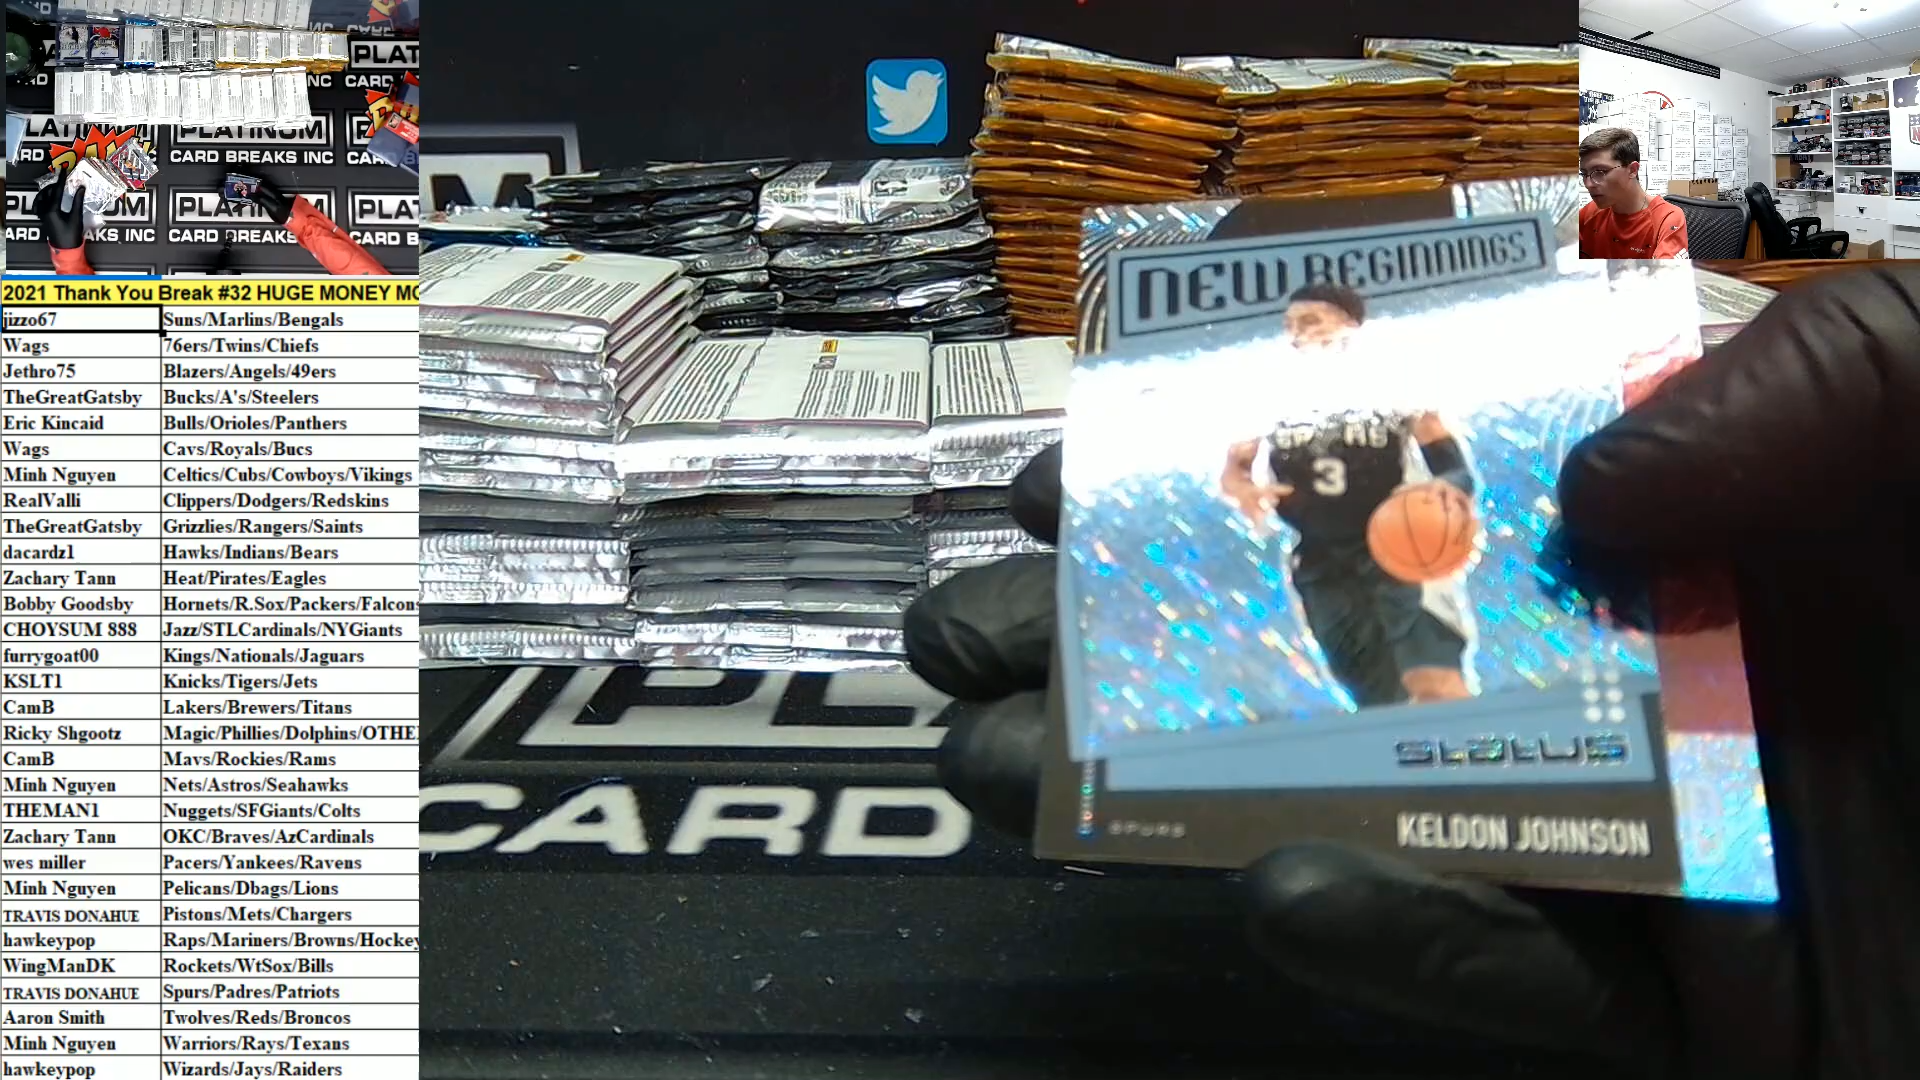 PLATINUM
CARD BREAKS INC
2021 Thank You Break #32 HUGE MONEY
jizzo67 Suns/Marlins/Bengals
Wags 76ers/Twins/Chiefs
Jethro75 Blazers/Angels/49ers
TheGreatGatsby Bucks/A's/Steelers
Eric Kincaid Bulls/Orioles/Panthers
Wags Cavs/Royals/Bucs
Minh Nguyen Celtics/Cubs/Cowboys/Vikings
RealValli Clippers/Dodgers/Redskins
TheGreatGatsby Grizzlies/Rangers/Saints
dacardz1 Hawks/Indians/Bears
Zachary Tann Heat/Pirates/Eagles
Bobby Goodsby Hornets/R.Sox/Packers/Falcons
CHOYSUM 888 Jazz/STLCardinals/NYGiants
furrygoat00 Kings/Nationals/Jaguars
KSLT1 Knicks/Tigers/Jets
CamB Lakers/Brewers/Titans
Ricky Shgootz Magic/Phillies/Dolphins/OTHE
CamB Mavs/Rockies/Rams
Minh Nguyen Nets/Astros/Seahawks
THEMAN1 Nuggets/SFGiants/Colts
Zachary Tann OKC/Braves/AzCardinals
wes miller Pacers/Yankees/Ravens
Minh Nguyen Pelicans/Dbags/Lions
TRAVIS DONAHUE Pistons/Mets/Chargers
hawkeypop Raps/Mariners/Browns/Hockey
WingManDK Rockets/WtSox/Bills
TRAVIS DONAHUE Spurs/Padres/Patriots
Aaron Smith Twolves/Reds/Broncos
Minh Nguyen Warriors/Rays/Texans
hawkeypop Wizards/Jays/Raiders
NEW BEGINNINGS
3
status
SPURS
KELDON JOHNSON
CARD